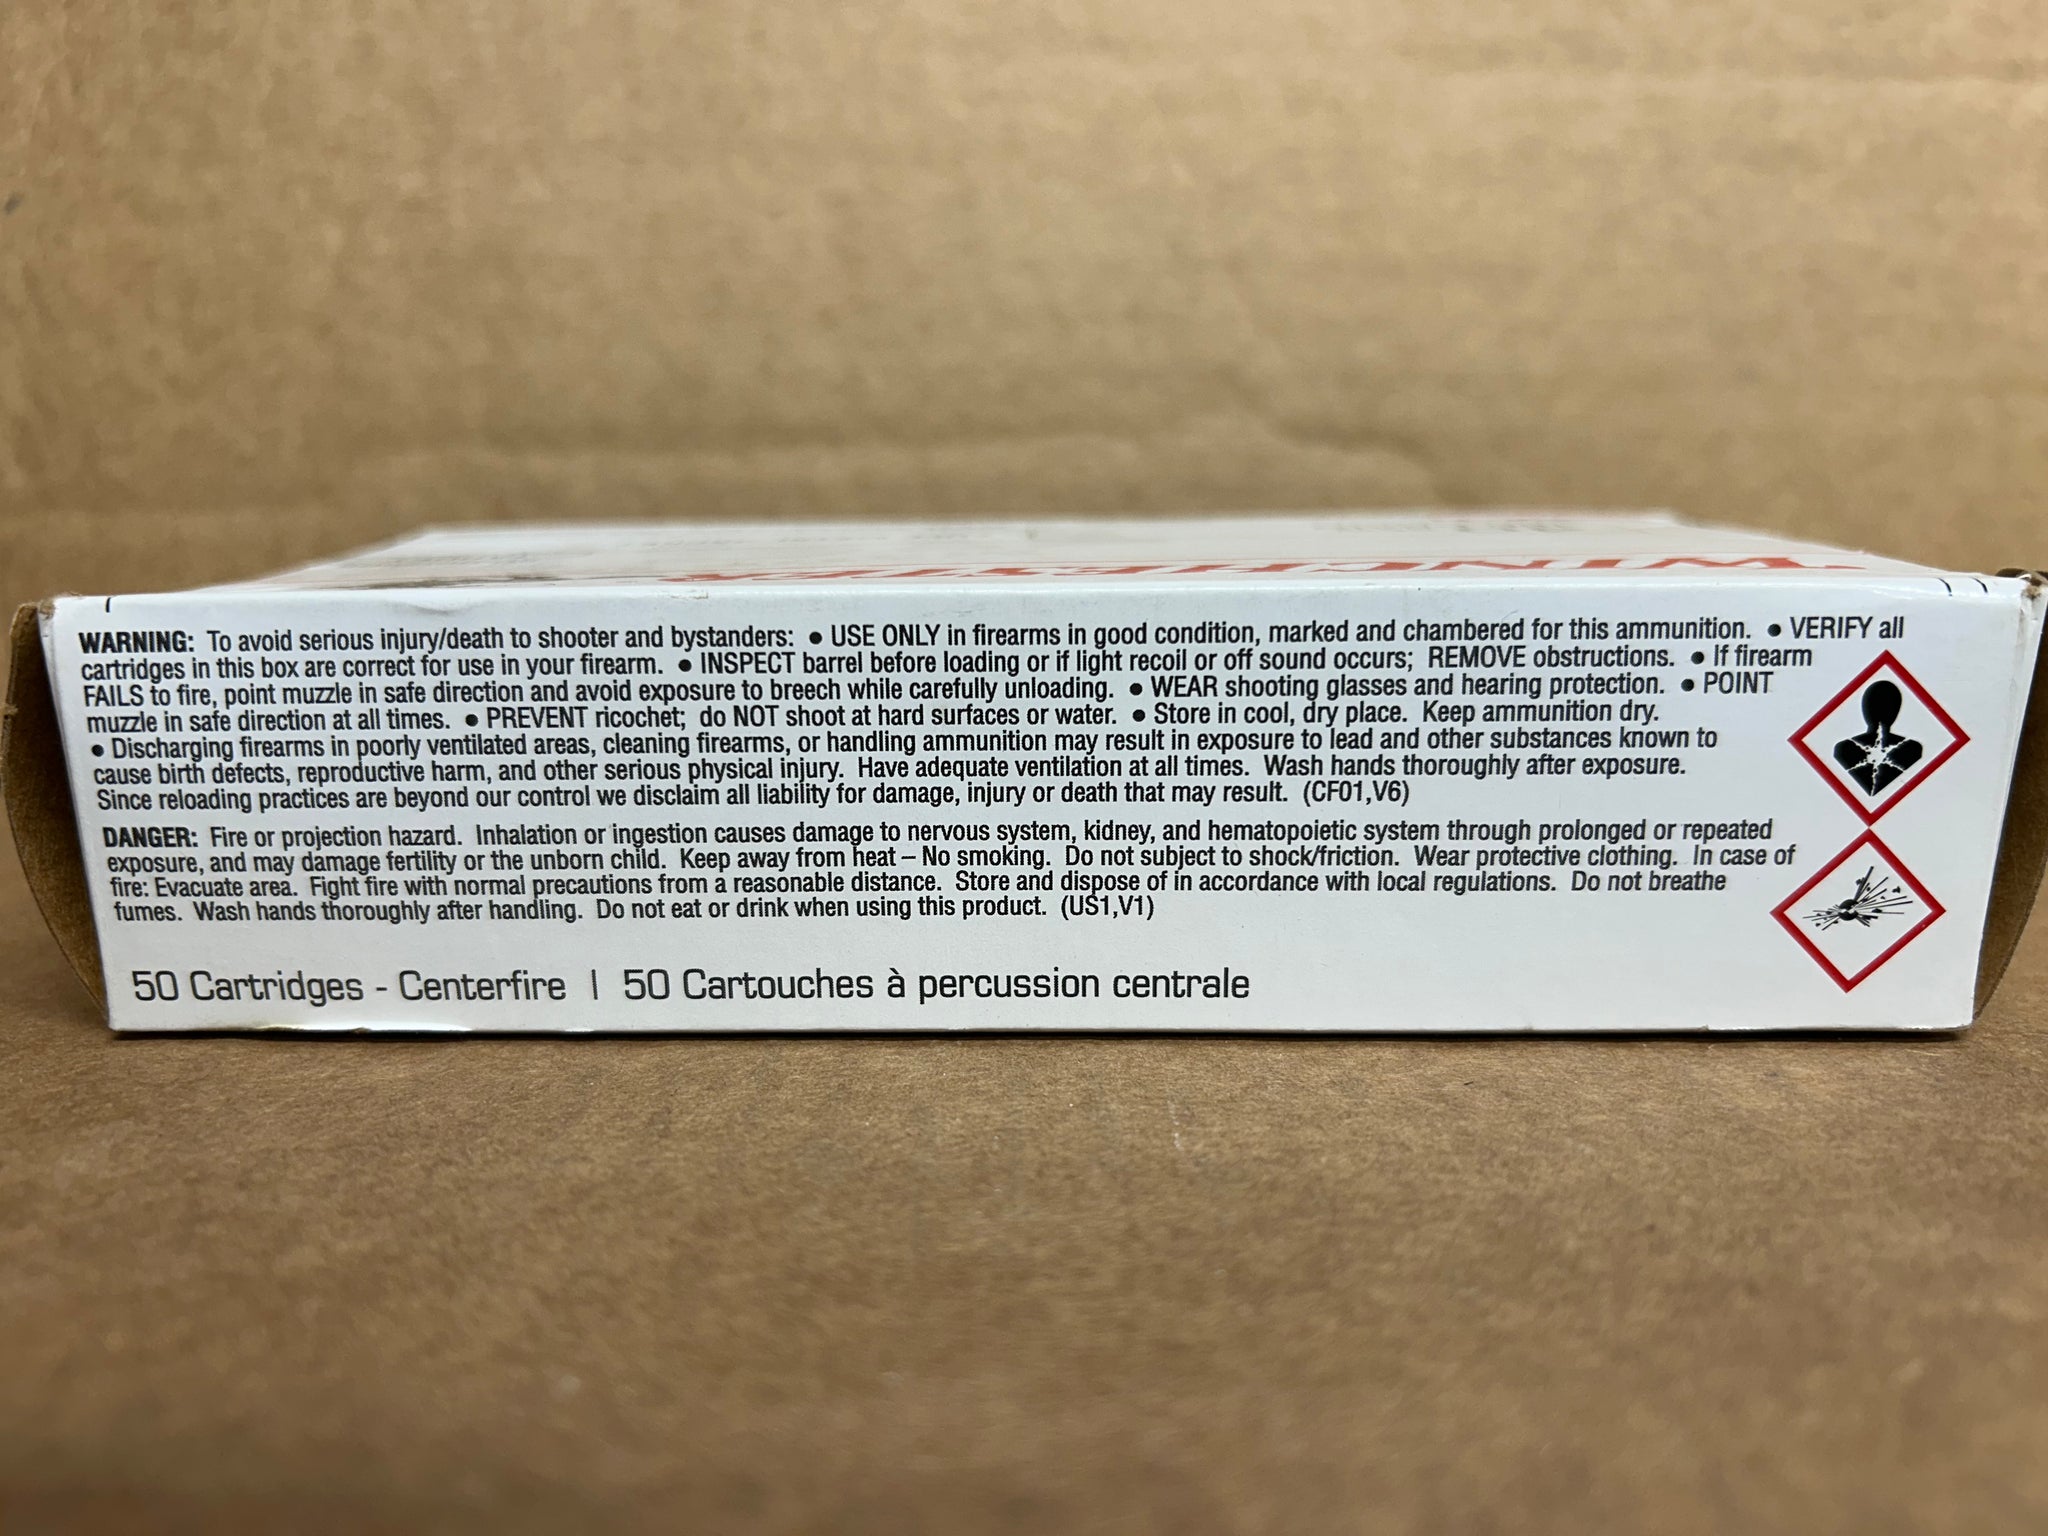 WINCHESTER
WARNING: To avoid serious injury/death to shooter and bystanders: • USE ONLY in firearms in good condition, marked and chambered for this ammunition. • VERIFY all
cartridges in this box are correct for use in your firearm. • INSPECT barrel before loading or if light recoil or off sound occurs; REMOVE obstructions. • If firearm
FAILS to fire, point muzzle in safe direction and avoid exposure to breech while carefully unloading. • WEAR shooting glasses and hearing protection. • POINT
muzzle in safe direction at all times. • PREVENT ricochet; do NOT shoot at hard surfaces or water. • Store in cool, dry place. Keep ammunition dry.
• Discharging firearms in poorly ventilated areas, cleaning firearms, or handling ammunition may result in exposure to lead and other substances known to
cause birth defects, reproductive harm, and other serious physical injury. Have adequate ventilation at all times. Wash hands thoroughly after exposure.
Since reloading practices are beyond our control we disclaim all liability for damage, injury or death that may result. (CF01,V6)
DANGER: Fire or projection hazard. Inhalation or ingestion causes damage to nervous system, kidney, and hematopoietic system through prolonged or repeated
exposure, and may damage fertility or the unborn child. Keep away from heat – No smoking. Do not subject to shock/friction. Wear protective clothing. In case of
fire: Evacuate area. Fight fire with normal precautions from a reasonable distance. Store and dispose of in accordance with local regulations. Do not breathe
fumes. Wash hands thoroughly after handling. Do not eat or drink when using this product. (US1,V1)
50 Cartridges - Centerfire | 50 Cartouches à percussion centrale